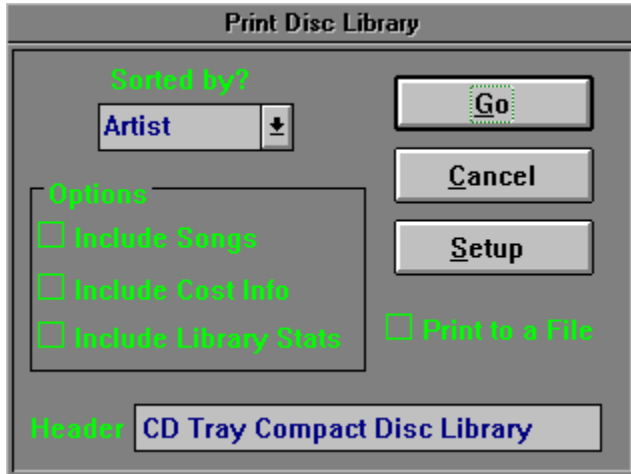 Print Disc Library
Sorted by?
Artist
Go
Cancel
Setup
Options
Include Songs
Include Cost Info
Include Library Stats
Print to a File
Header CD Tray Compact Disc Library